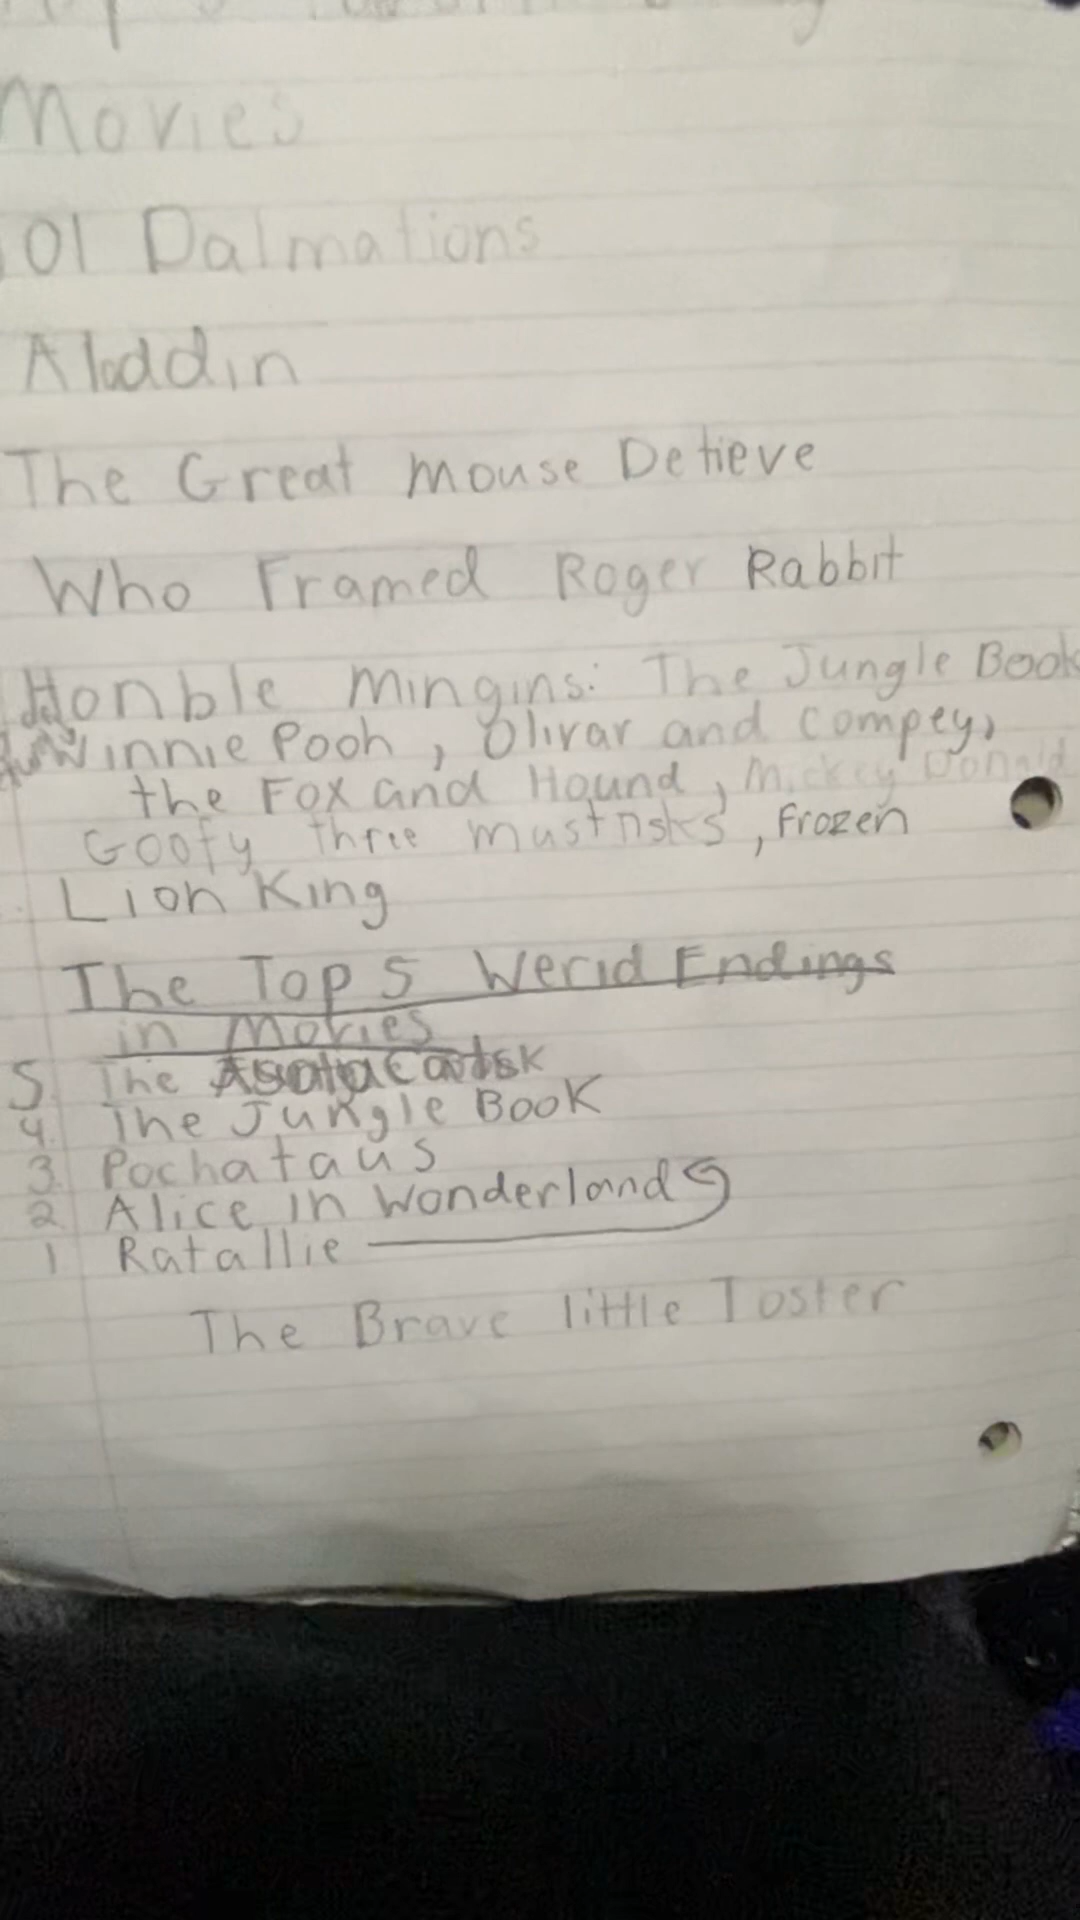 Movies
01 Dalmations
Aladdin
The Great mouse Detieve
Who Framed Roger Rabbit
Honble mingins: The Jungle Book
Winnie Pooh, Olivar and compey,
the Fox and Hound, Mickey Donald
Goofy three mustrisks, Frozen
Lion King
The Top 5 Werid Endings
in Movies
5. The
4. The Jungle Book
3. Pochataus
2 Alice in Wonderland
1 Ratallie
The Brave little Toster